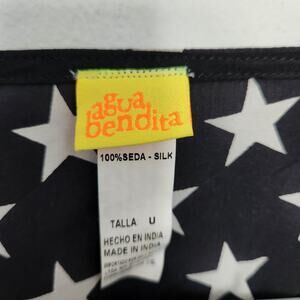 agua
bendita
100%SEDA - SILK
TALLA U
HECHO EN INDIA
MADE IN INDIA